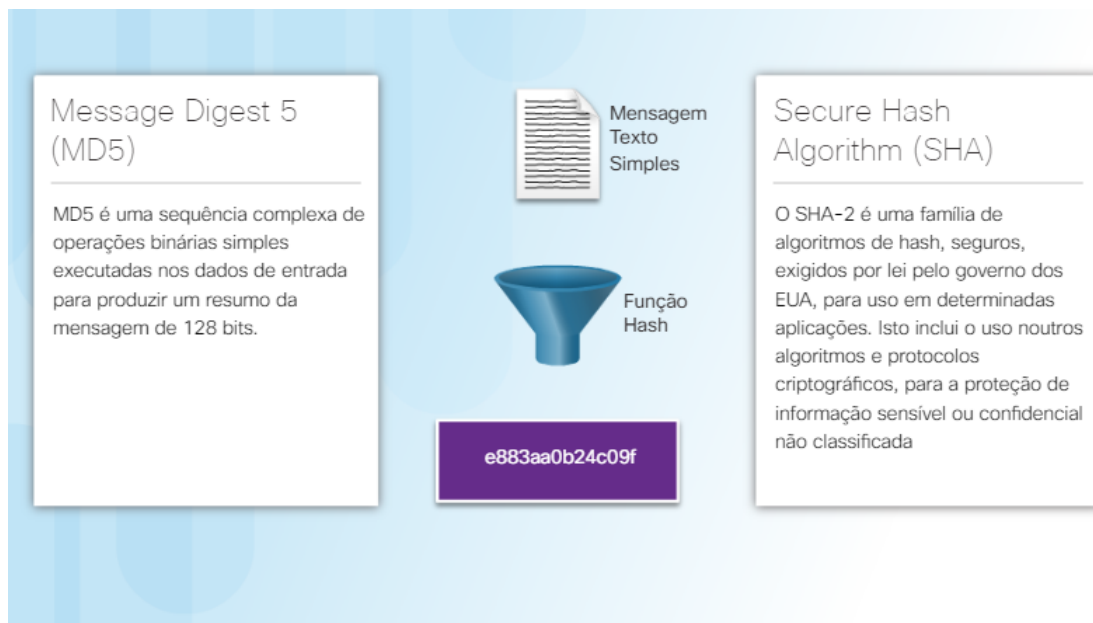 Message Digest 5
(MD5)
MD5 é uma sequência complexa de
operações binárias simples
executadas nos dados de entrada
para produzir um resumo da
mensagem de 128 bits.
Mensagem
Texto
Simples
Função
Hash
e883aa0b24c09f
Secure Hash
Algorithm (SHA)
O SHA-2 é uma família de
algoritmos de hash, seguros,
exigidos por lei pelo governo dos
EUA, para uso em determinadas
aplicações. Isto inclui o uso noutros
algoritmos e protocolos
criptográficos, para a proteção de
informação sensível ou confidencial
não classificada